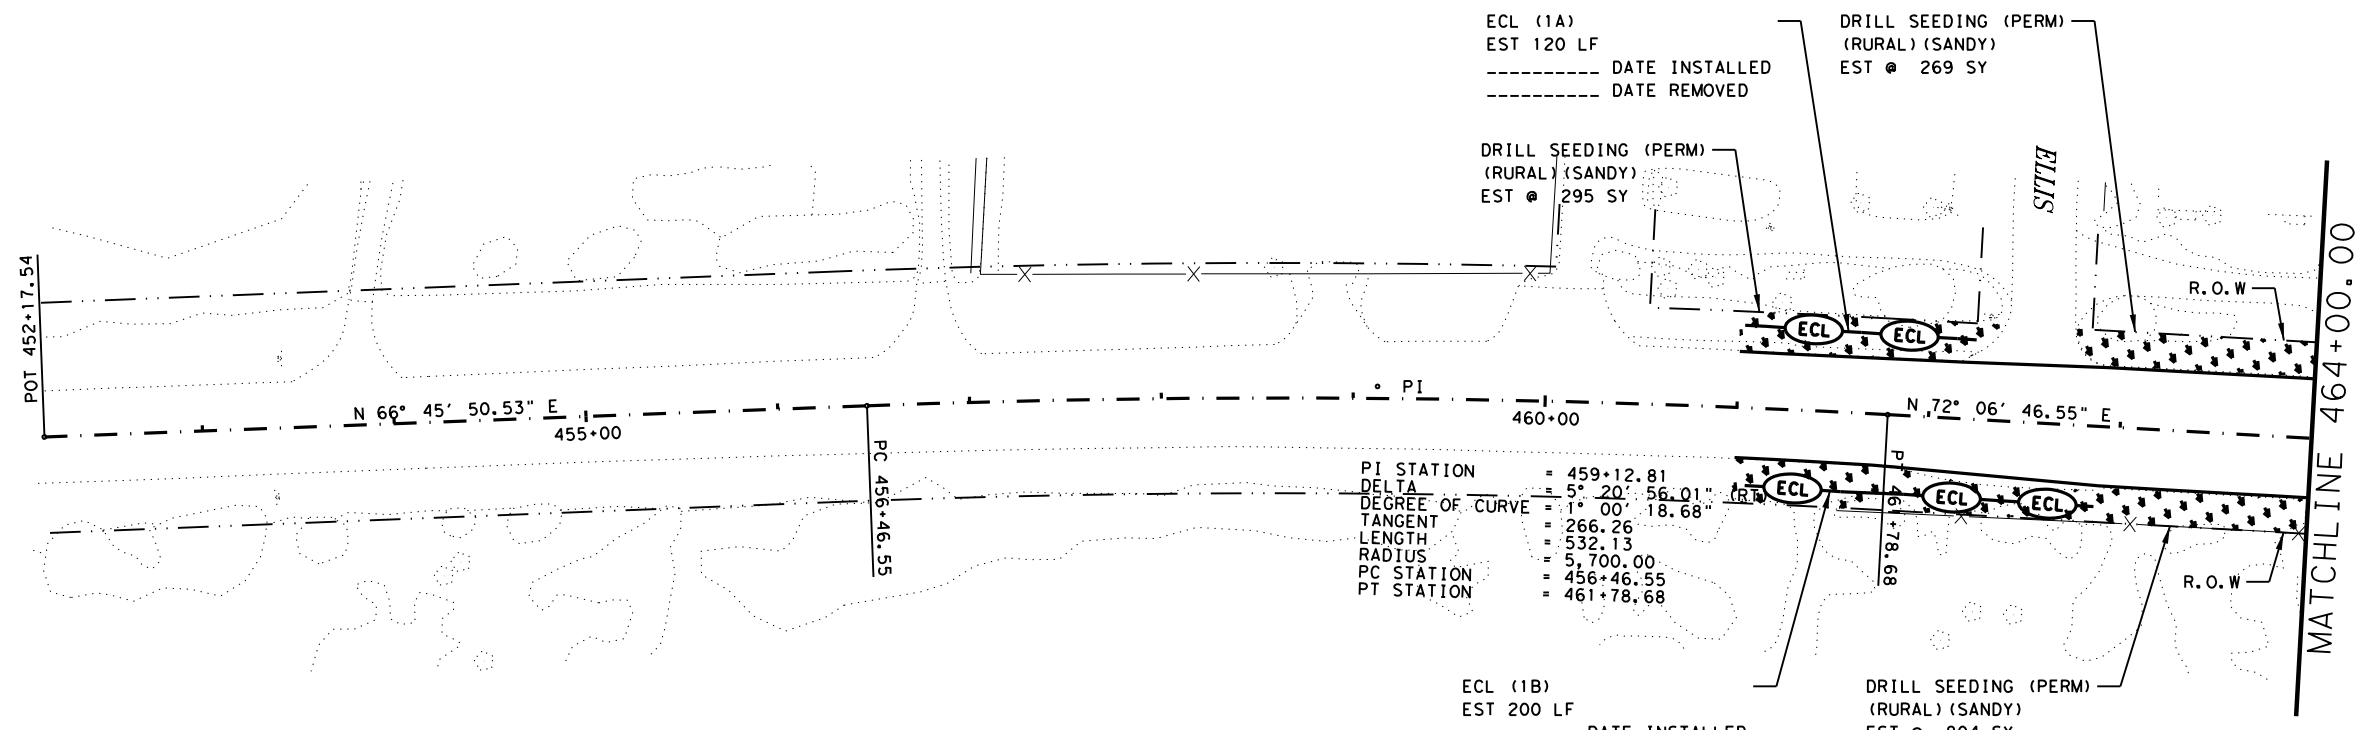 ECL (1A)
EST 120 LF
__________ DATE INSTALLED
__________ DATE REMOVED
DRILL SEEDING (PERM)
(RURAL) (SANDY)
EST @ 269 SY
DRILL SEEDING (PERM)
(RURAL) (SANDY)
EST @ 295 SY
ELLIS
POT 452+17.54
R.O.W
ECL
ECL
MATCHLINE 464+00.00
PI
N 66° 45' 50.53" E
455+00
460+00
N 72° 06' 46.55" E
PC 456+46.55
PI STATION = 459+12.81
DELTA = 5° 20' 56.01" (RT)
DEGREE OF CURVE = 1° 00' 18.68"
TANGENT = 266.26
LENGTH = 532.13
RADIUS = 5,700.00
PC STATION = 456+46.55
PT STATION = 461+78.68
ECL
ECL
ECL
R.O.W
ECL (1B)
EST 200 LF
DATE INSTALLED
DRILL SEEDING (PERM)
(RURAL) (SANDY)